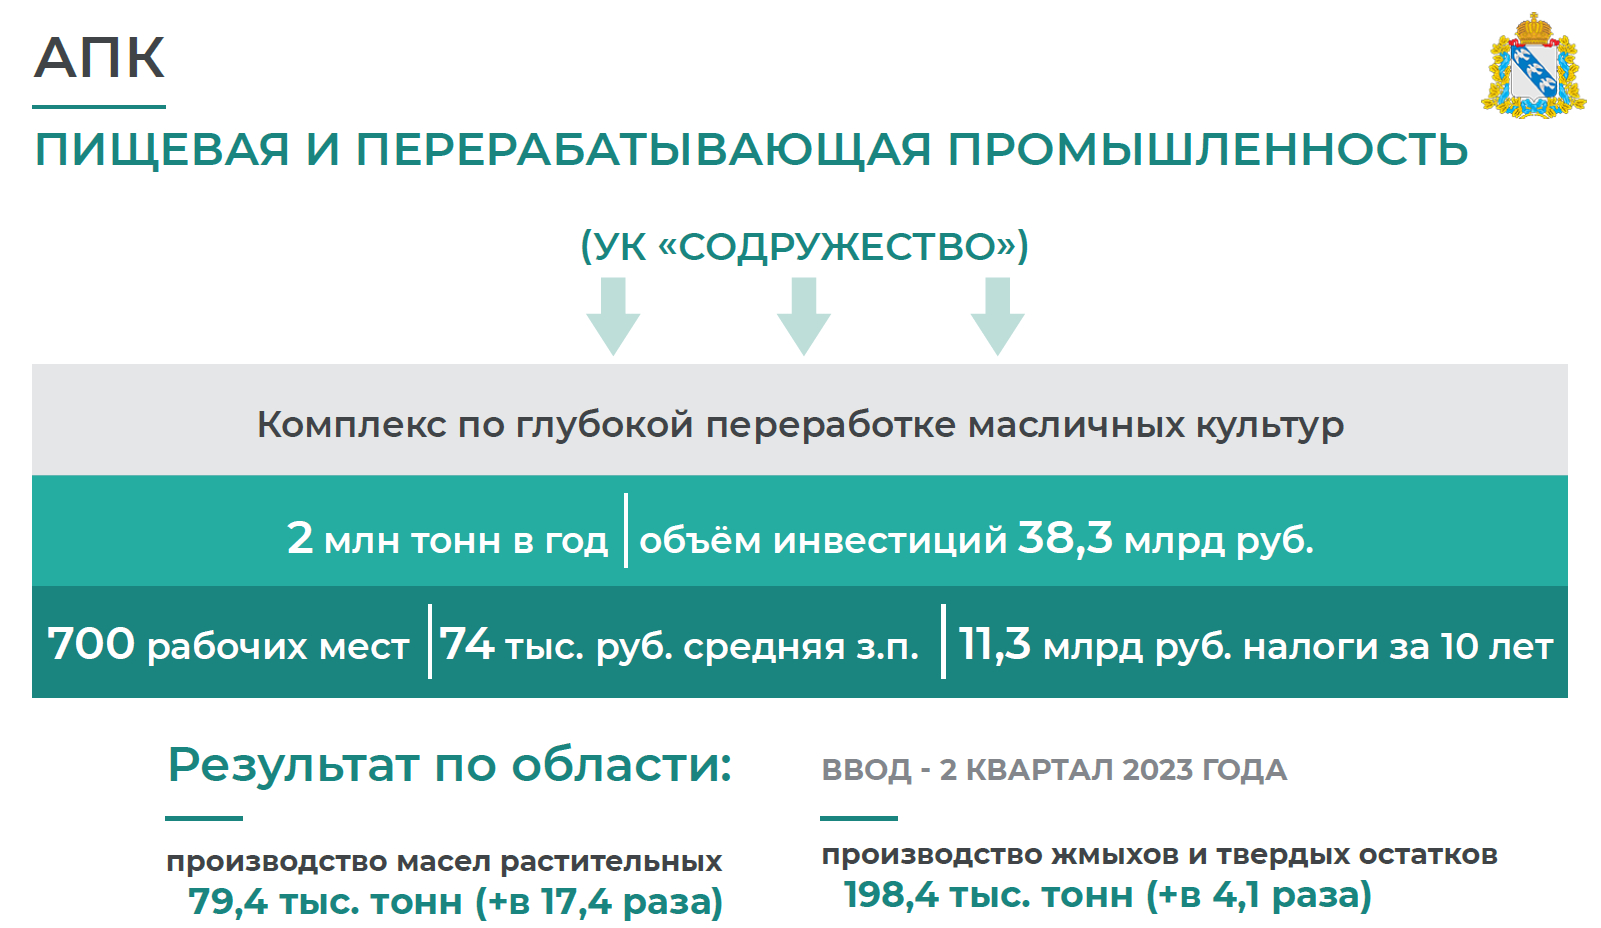 АПК
ПИЩЕВАЯ И ПЕРЕРАБАТЫВАЮЩАЯ ПРОМЫШЛЕННОСТЬ
(УК «СОДРУЖЕСТВО»)
Комплекс по глубокой переработке масличных культур
2 млн тонн в год
объём инвестиций 38,3 млрд руб.
700 рабочих мест
74 тыс. руб. средняя з.п.
11,3 млрд руб. налоги за 10 лет
Результат по области:
производство масел растительных
79,4 тыс. тонн (+в 17,4 раза)
ВВОД - 2 КВАРТАЛ 2023 ГОДА
производство жмыхов и твердых остатков
198,4 тыс. тонн (+в 4,1 раза)